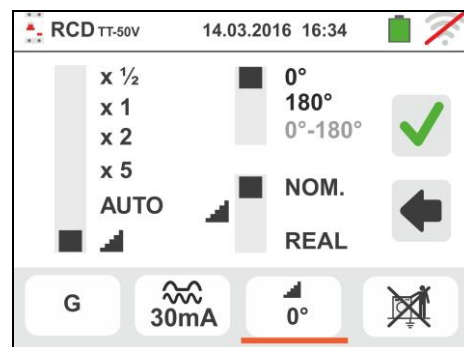 RCD TT-50V 14.03.2016 16:34
x ½
x 1
x 2
x 5
AUTO
0°
180°
0°-180°
NOM.
REAL
G
30mA
0°